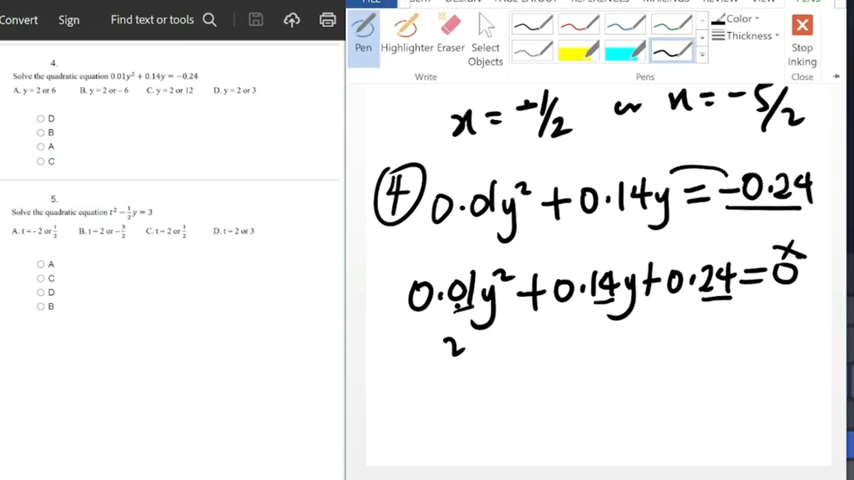 Convert Sign Find text or tools
4.
Solve the quadratic equation 0.01y² + 0.14y = −0.24
A. y = 2 or 6 B. y = 2 or − 6 C. y = 2 or 12 D. y = 2 or 3
D
B
A
C
5.
Solve the quadratic equation t² − 1/2 y = 3
A. t = - 2 or 1/2 B. t = 2 or − 3/2 C. t = 2 or 1/2 D. t = 2 or 3
A
C
D
B
Pen Highlighter Eraser Select Objects
Color
Thickness
Stop Inking
Write Pens Close
x = +1/2 or x = -5/2
4 0.01y² + 0.14y = -0.24
0.01y² + 0.14y + 0.24 = 0
2